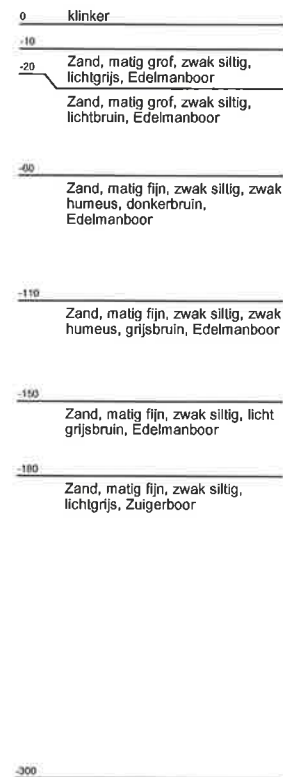 0 klinker
-10
Zand, matig grof, zwak siltig,
-20
lichtgrijs, Edelmanboor
Zand, matig grof, zwak siltig,
lichtbruin, Edelmanboor
-60
Zand, matig fijn, zwak siltig, zwak
humeus, donkerbruin,
Edelmanboor
-110
Zand, matig fijn, zwak siltig, zwak
humeus, grijsbruin, Edelmanboor
-150
Zand, matig fijn, zwak siltig, licht
grijsbruin, Edelmanboor
-180
Zand, matig fijn, zwak siltig,
lichtgrijs, Zuigerboor
-300